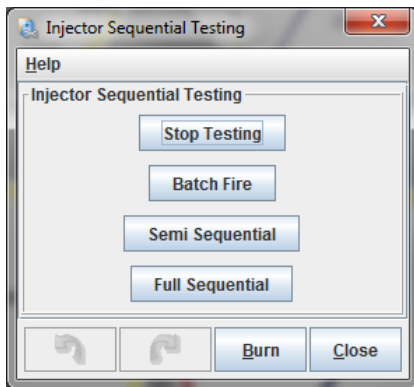 Injector Sequential Testing
Help
Injector Sequential Testing
Stop Testing
Batch Fire
Semi Sequential
Full Sequential
Burn Close